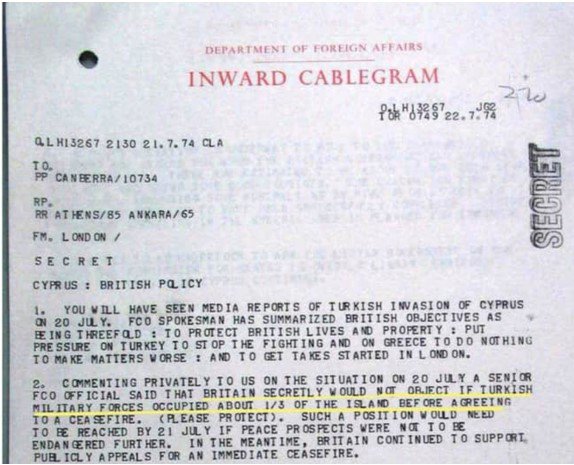 DEPARTMENT OF FOREIGN AFFAIRS
INWARD CABLEGRAM
O.LH13267 JG2
TOR 0749 22.7.74
O.LH13267 2130 21.7.74 CLA
TO.
PP CANBERRA/10734
RP.
RR ATHENS/85 ANKARA/65
FM. LONDON /
S E C R E T
SECRET
CYPRUS : BRITISH POLICY
1. YOU WILL HAVE SEEN MEDIA REPORTS OF TURKISH INVASION OF CYPRUS
ON 20 JULY. FCO SPOKESMAN HAS SUMMARIZED BRITISH OBJECTIVES AS
BEING THREEFOLD : TO PROTECT BRITISH LIVES AND PROPERTY : PUT
PRESSURE ON TURKEY TO STOP THE FIGHTING AND ON GREECE TO DO NOTHING
TO MAKE MATTERS WORSE : AND TO GET TAKES STARTED IN LONDON.
2. COMMENTING PRIVATELY TO US ON THE SITUATION ON 20 JULY A SENIOR
FCO OFFICIAL SAID THAT BRITAIN SECRETLY WOULD NOT OBJECT IF TURKISH
MILITARY FORCES OCCUPIED ABOUT 1/3 OF THE ISLAND BEFORE AGREEING
TO A CEASEFIRE. (PLEASE PROTECT). SUCH A POSITION WOULD NEED
TO BE REACHED BY 21 JULY IF PEACE PROSPECTS WERE NOT TO BE
ENDANGERED FURTHER. IN THE MEANTIME, BRITAIN CONTINUED TO SUPPORT
PUBLICLY APPEALS FOR AN IMMEDIATE CEASEFIRE.